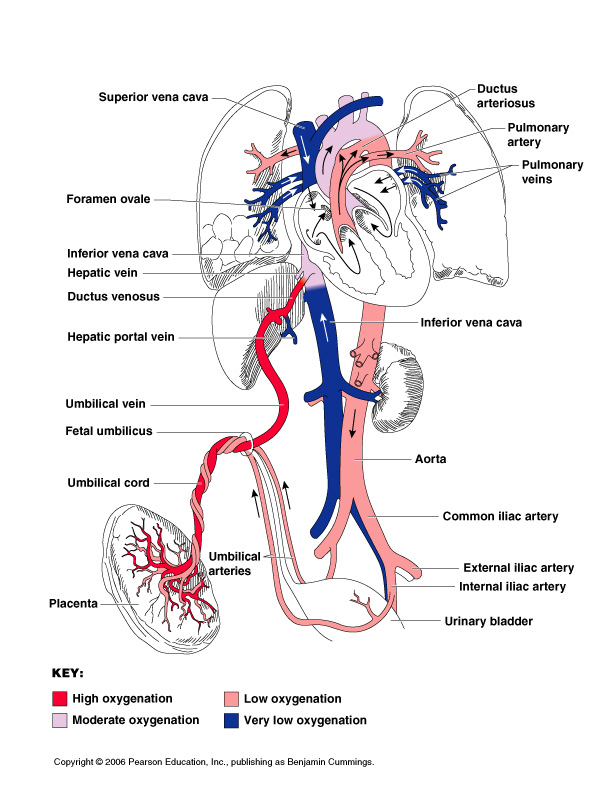 Superior vena cava
Ductus
arteriosus
Pulmonary
artery
Pulmonary
veins
Foramen ovale
Inferior vena cava
Hepatic vein
Ductus venosus
Hepatic portal vein
Inferior vena cava
Umbilical vein
Fetal umbilicus
Aorta
Umbilical cord
Common iliac artery
Umbilical
arteries
External iliac artery
Internal iliac artery
Placenta
Urinary bladder
KEY:
High oxygenation
Low oxygenation
Moderate oxygenation
Very low oxygenation
Copyright © 2006 Pearson Education, Inc., publishing as Benjamin Cummings.